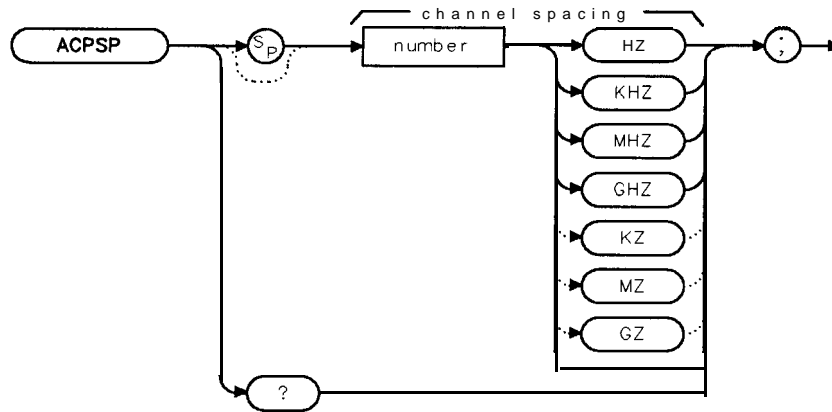 channel spacing
ACPSP
SP
number
HZ
;
KHZ
MHZ
GHZ
KZ
MZ
GZ
?